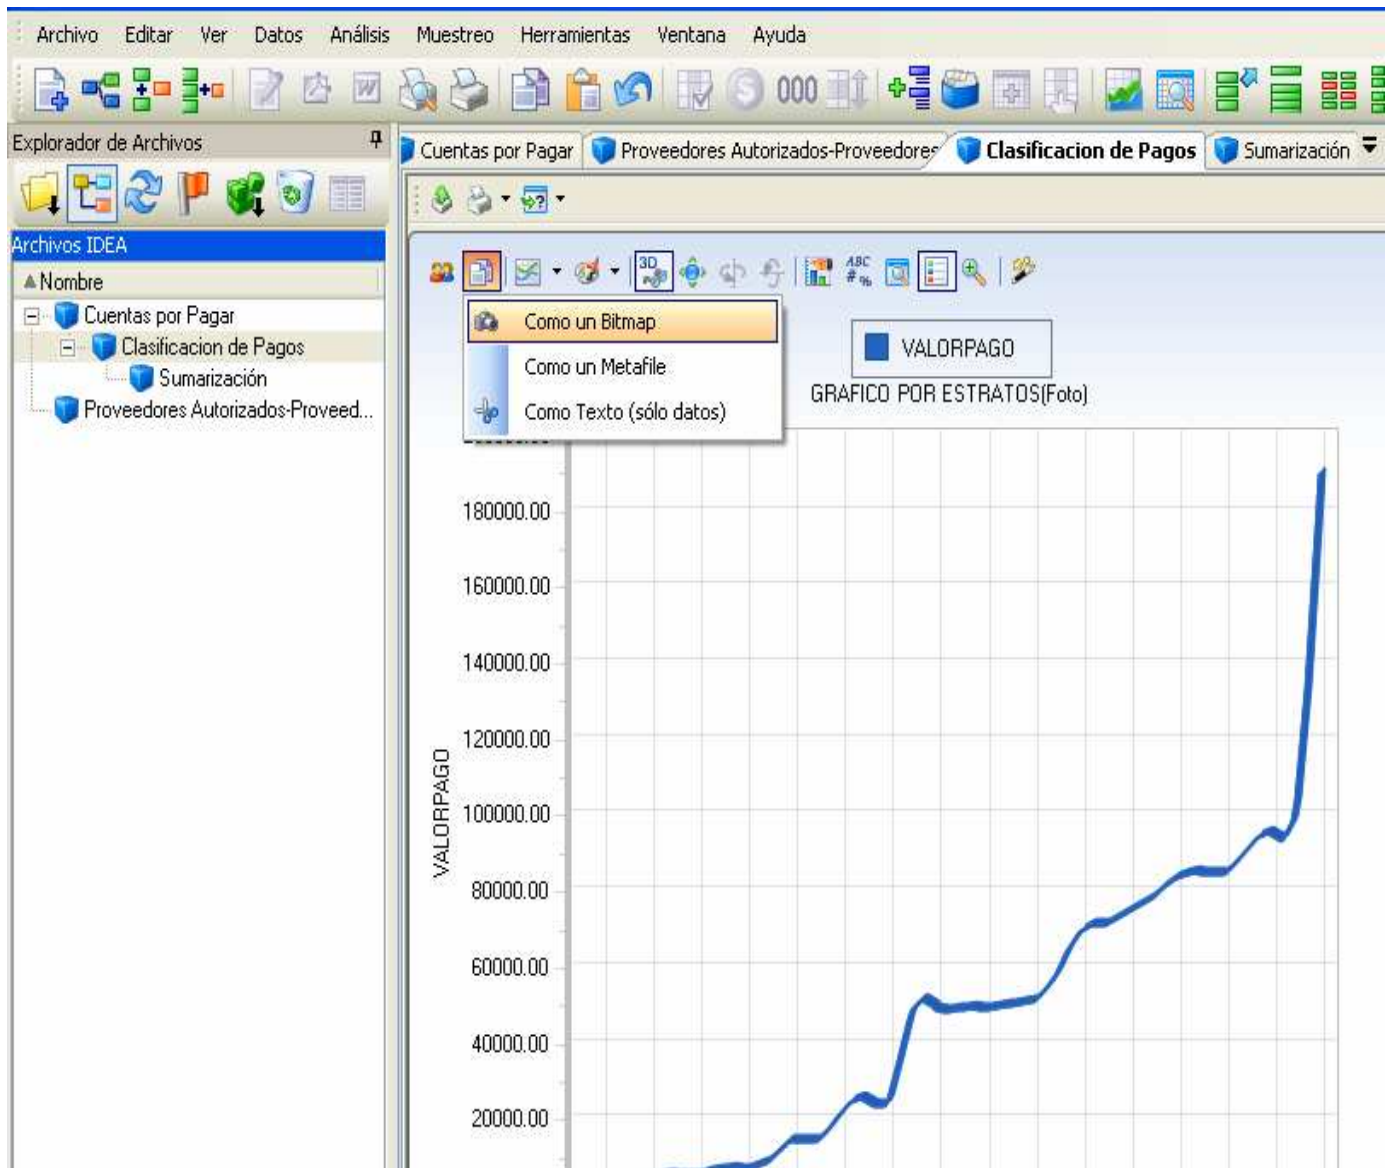 Archivo Editar Ver Datos Análisis Muestreo Herramientas Ventana Ayuda
000
Explorador de Archivos
Archivos IDEA
Nombre
Cuentas por Pagar
Clasificacion de Pagos
Sumarización
Proveedores Autorizados-Proveed...
Cuentas por Pagar Proveedores Autorizados-Proveedores Clasificacion de Pagos Sumarización
3D ABC # %
Como un Bitmap
Como un Metafile
Como Texto (sólo datos)
VALORPAGO
GRAFICO POR ESTRATOS(Foto)
180000.00
160000.00
140000.00
120000.00
100000.00
80000.00
60000.00
40000.00
20000.00
VALORPAGO